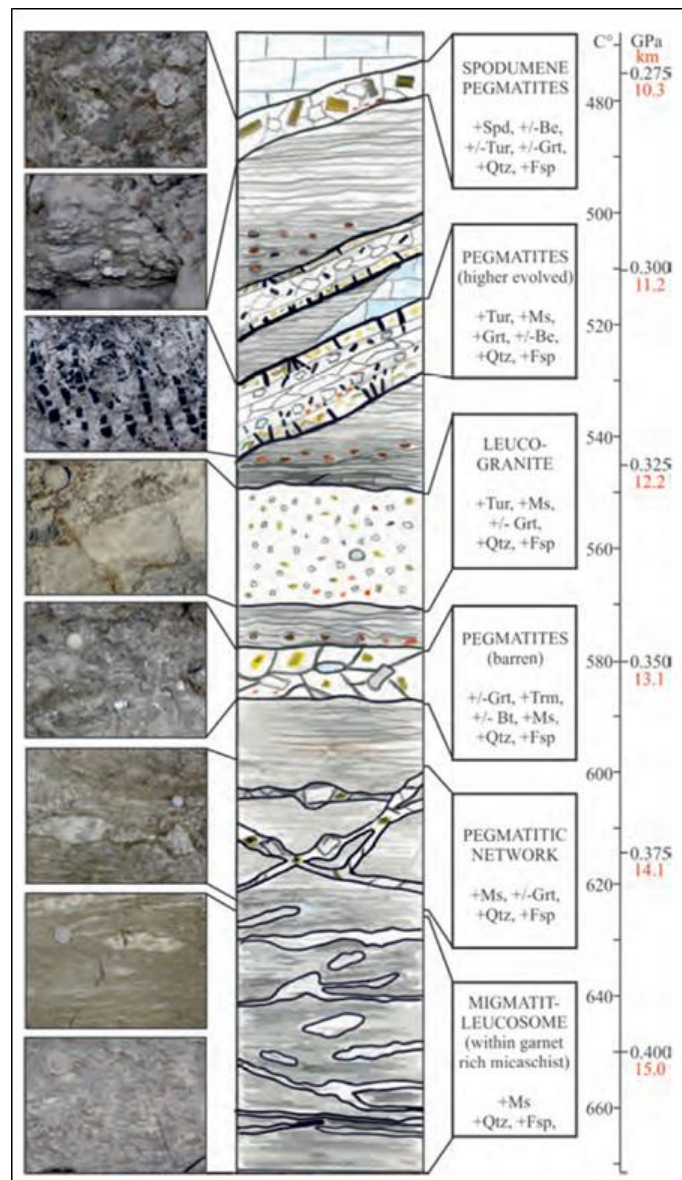 C°
GPa
km
SPODUMENE
PEGMATITES
+Spd, +/-Be,
+/-Tur, +/-Grt,
+Qtz, +Fsp
0.275
10.3
480
500
PEGMATITES
(higher evolved)
+Tur, +Ms,
+Grt, +/-Be,
+Qtz, +Fsp
0.300
11.2
520
LEUCO-
GRANITE
+Tur, +Ms,
+/- Grt,
+Qtz, +Fsp
540
0.325
12.2
560
PEGMATITES
(barren)
+/-Grt, +Trm,
+/- Bt, +Ms,
+Qtz, +Fsp
580
0.350
13.1
600
PEGMATITIC
NETWORK
+Ms, +/-Grt,
+Qtz, +Fsp
0.375
14.1
620
MIGMATIT-
LEUCOSOME
(within garnet
rich micaschist)
+Ms
+Qtz, +Fsp,
640
0.400
15.0
660